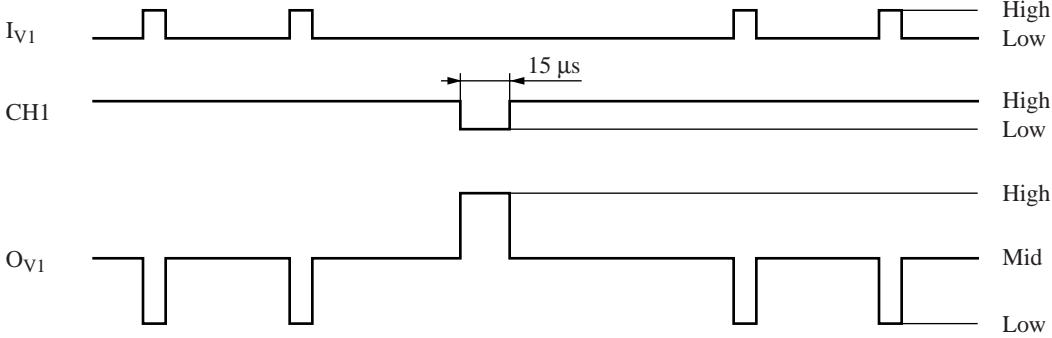 I_V1
High
Low
15 μs
CH1
High
Low
High
O_V1
Mid
Low